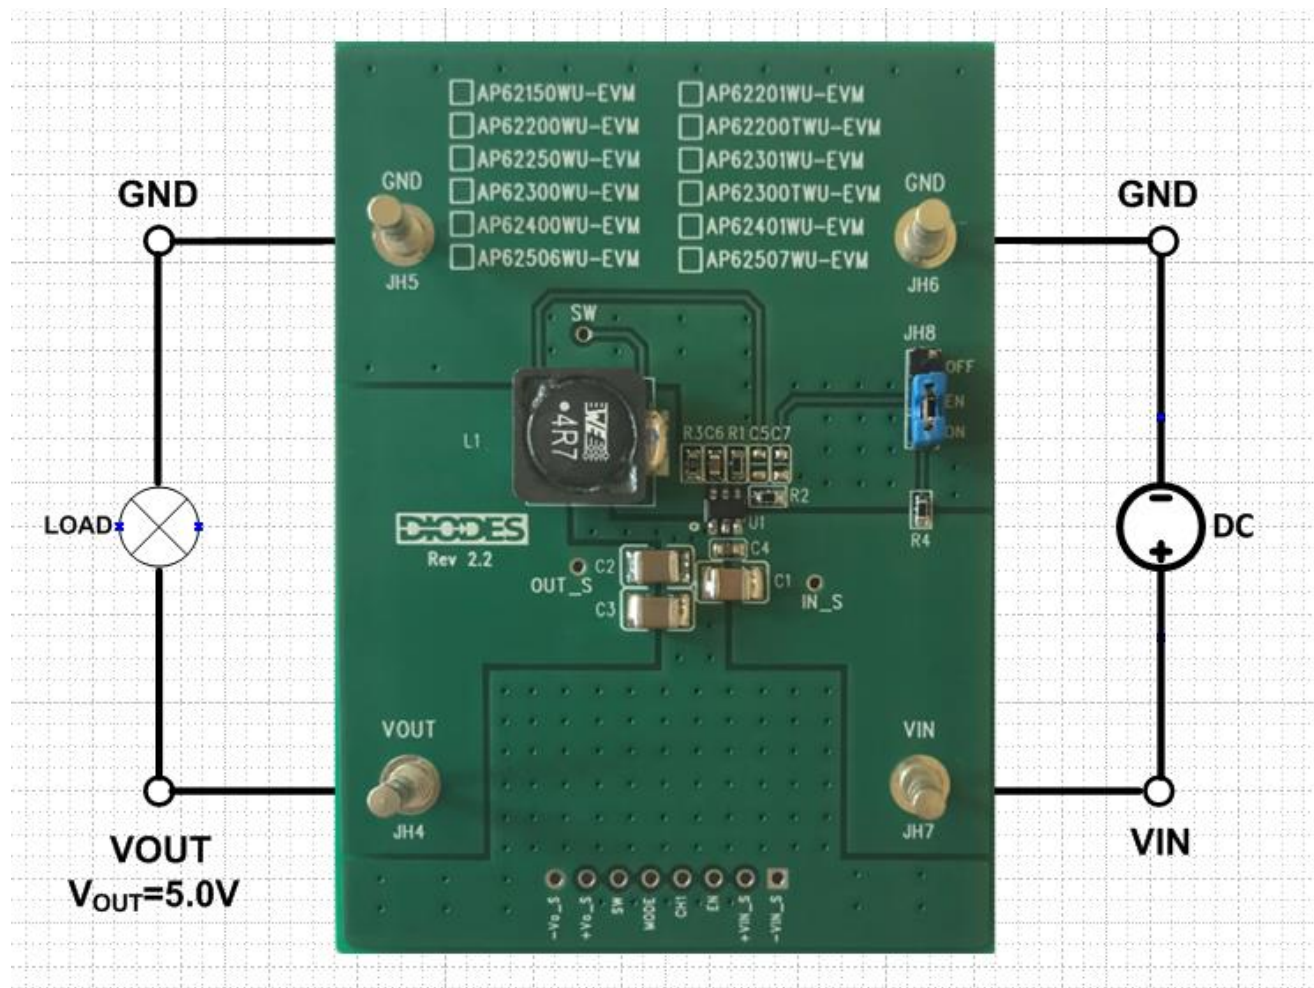 AP62150WU-EVM
AP62200WU-EVM
AP62250WU-EVM
AP62300WU-EVM
AP62400WU-EVM
AP62506WU-EVM
AP62201WU-EVM
AP62200TWU-EVM
AP62301WU-EVM
AP62300TWU-EVM
AP62401WU-EVM
AP62507WU-EVM
GND
GND
JH5
GND
JH6
GND
SW
JH8
OFF
EN
ON
L1
WE
4R7
R3 C6 R1 C5 C7
R2
U1
R4
LOAD
DIODES
Rev 2.2
C4
C2
C1
OUT_S
IN_S
C3
DC
VOUT
JH4
VIN
JH7
VOUT
VOUT=5.0V
VIN
-Vo_S
+Vo_S
SW
MODE
CH1
EN
+VIN_S
-VIN_S